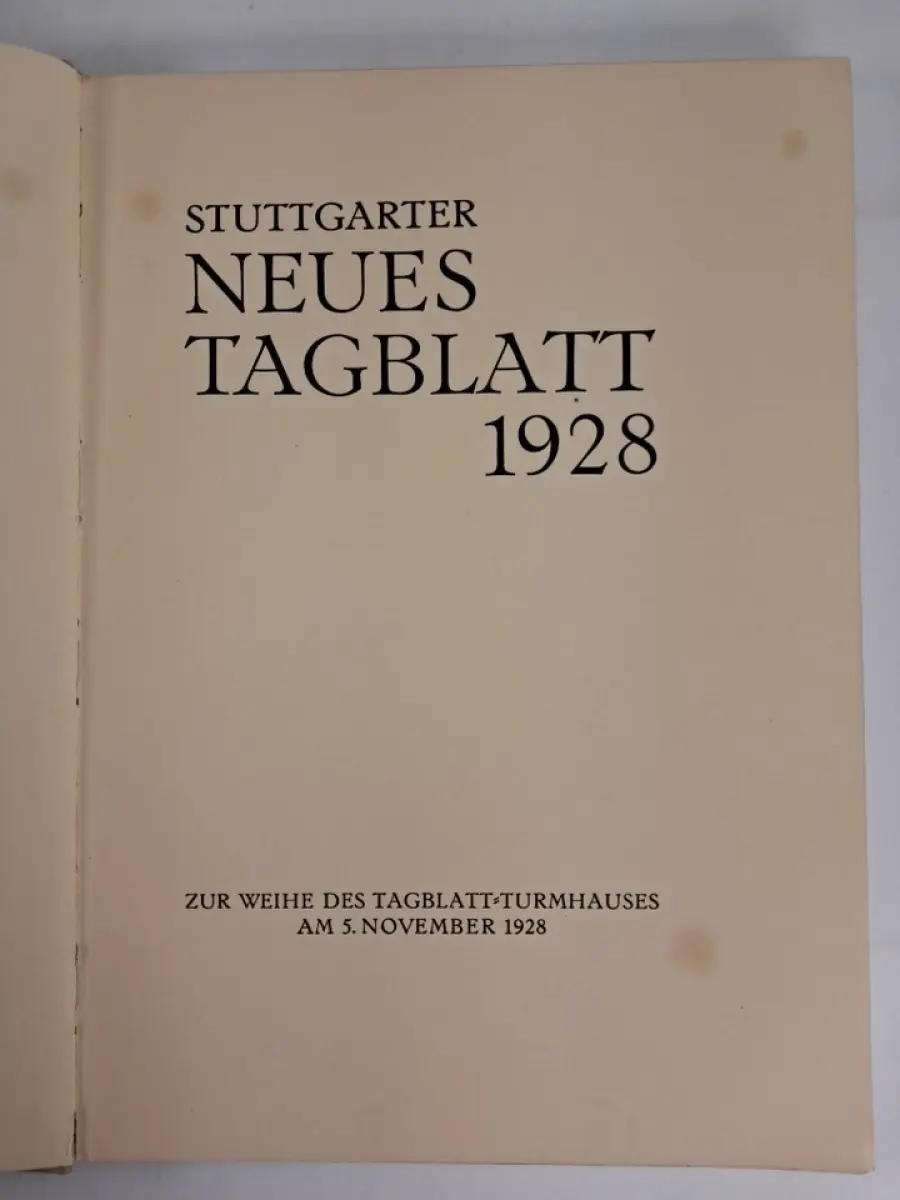 STUTTGARTER
NEUES
TAGBLATT
1928
ZUR WEIHE DES TAGBLATT-TURMHAUSES
AM 5. NOVEMBER 1928